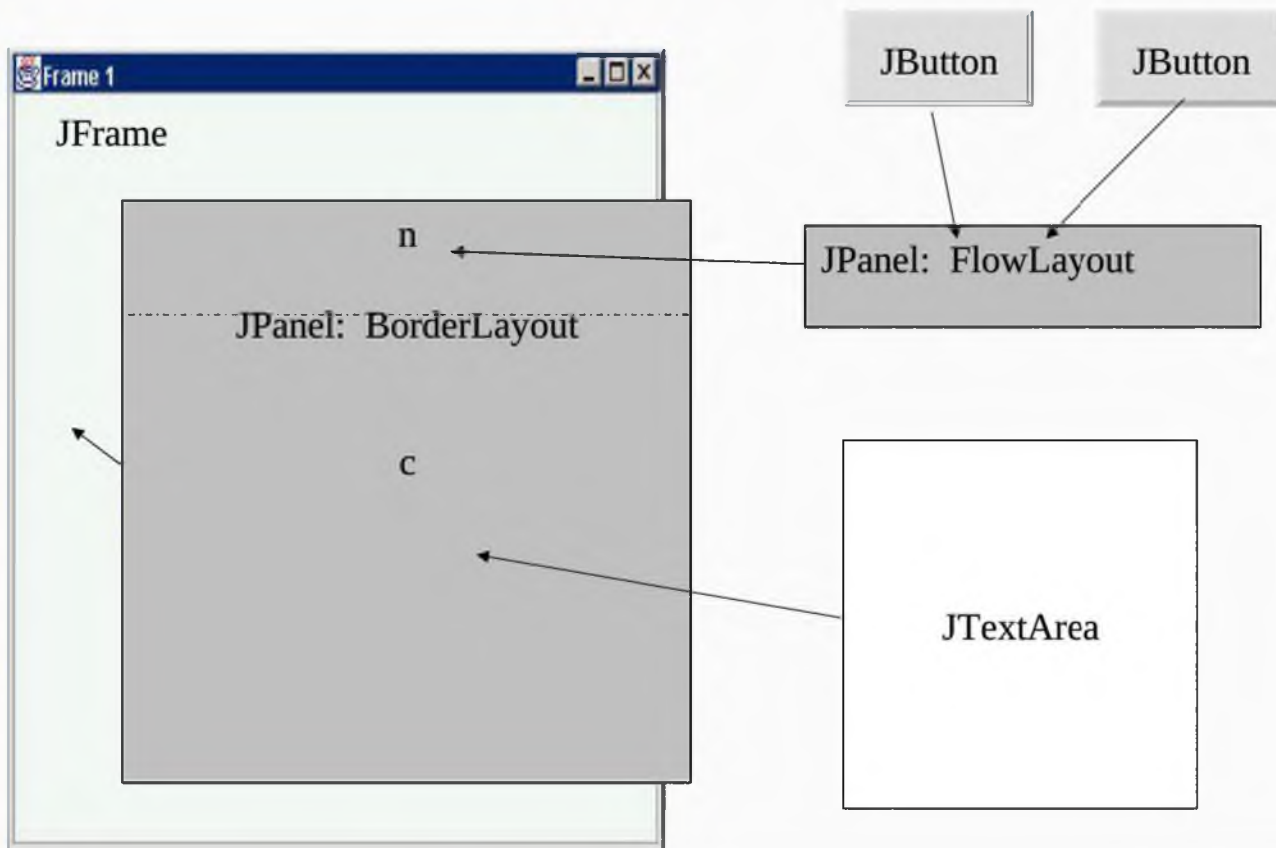 Frame 1
JFrame
n
JPanel: BorderLayout
c
JButton
JButton
JPanel: FlowLayout
JTextArea